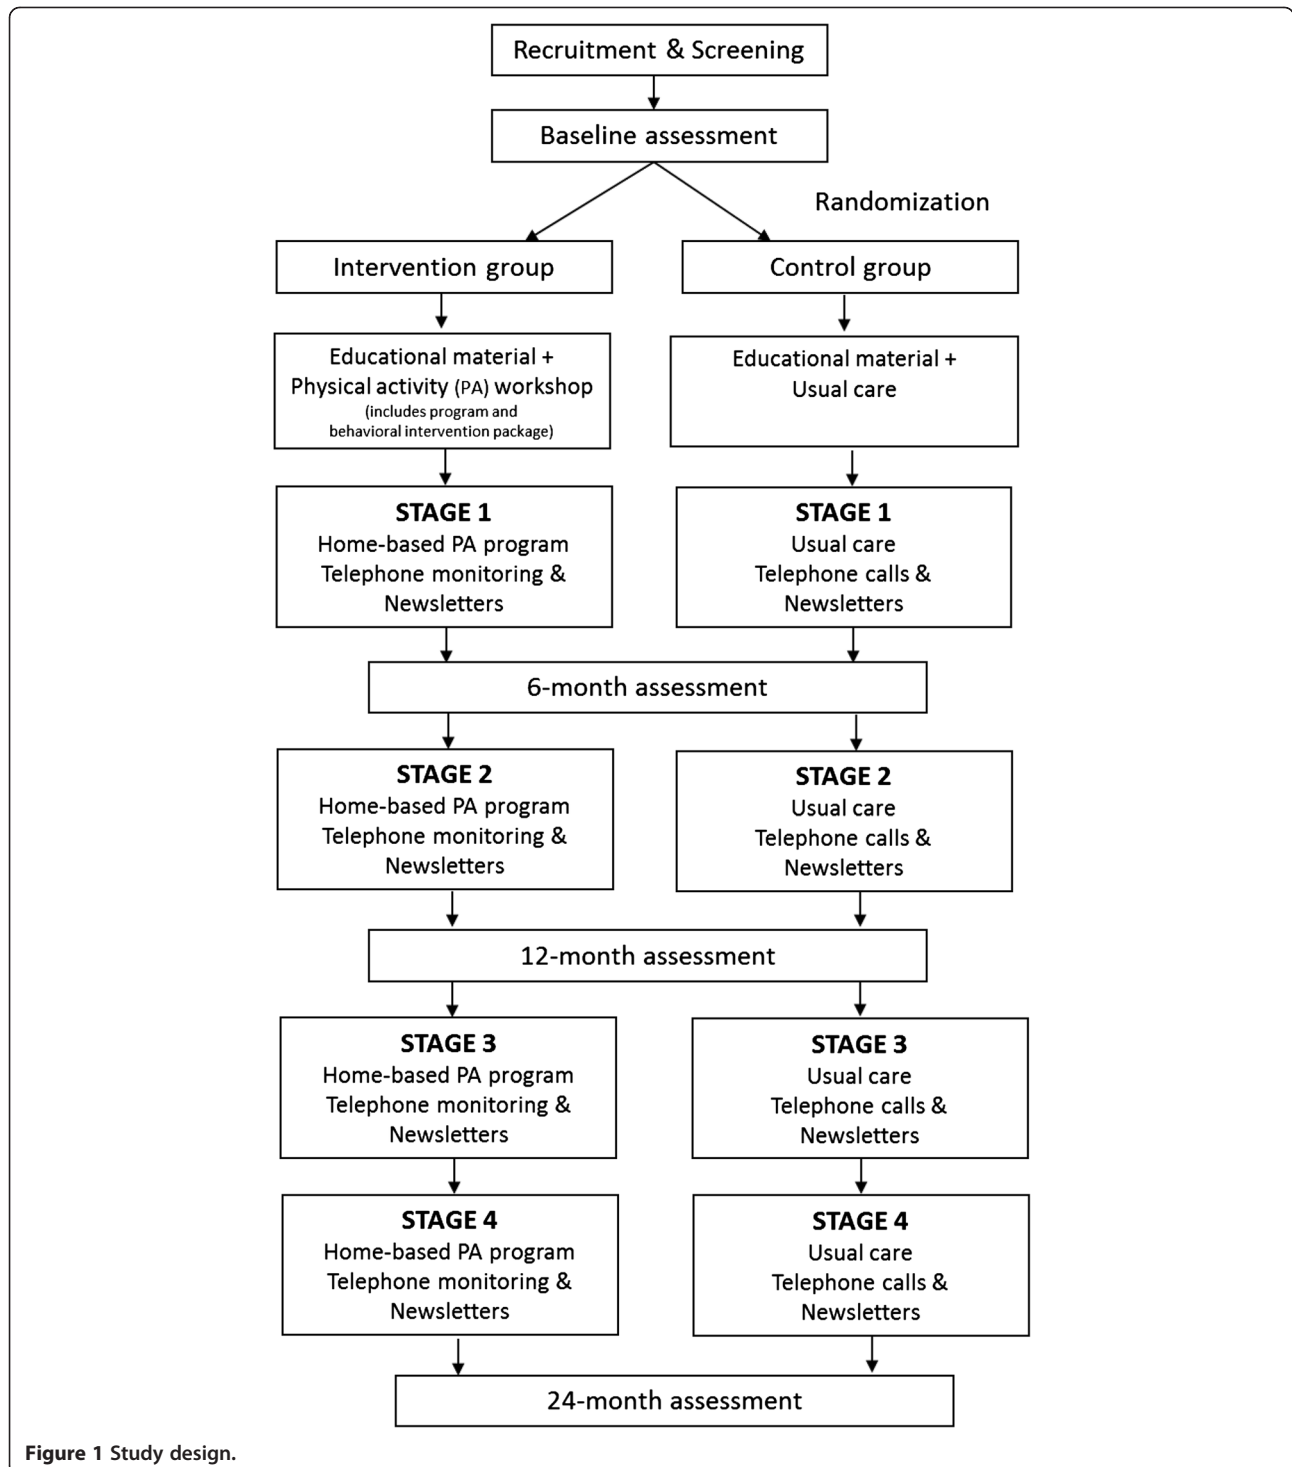 Recruitment & Screening
Baseline assessment
Randomization
Intervention group
Control group
Educational material +
Physical activity (PA) workshop
(includes program and
behavioral intervention package)
Educational material +
Usual care
STAGE 1
Home-based PA program
Telephone monitoring &
Newsletters
STAGE 1
Usual care
Telephone calls &
Newsletters
6-month assessment
STAGE 2
Home-based PA program
Telephone monitoring &
Newsletters
STAGE 2
Usual care
Telephone calls &
Newsletters
12-month assessment
STAGE 3
Home-based PA program
Telephone monitoring &
Newsletters
STAGE 3
Usual care
Telephone calls &
Newsletters
STAGE 4
Home-based PA program
Telephone monitoring &
Newsletters
STAGE 4
Usual care
Telephone calls &
Newsletters
24-month assessment
Figure 1 Study design.